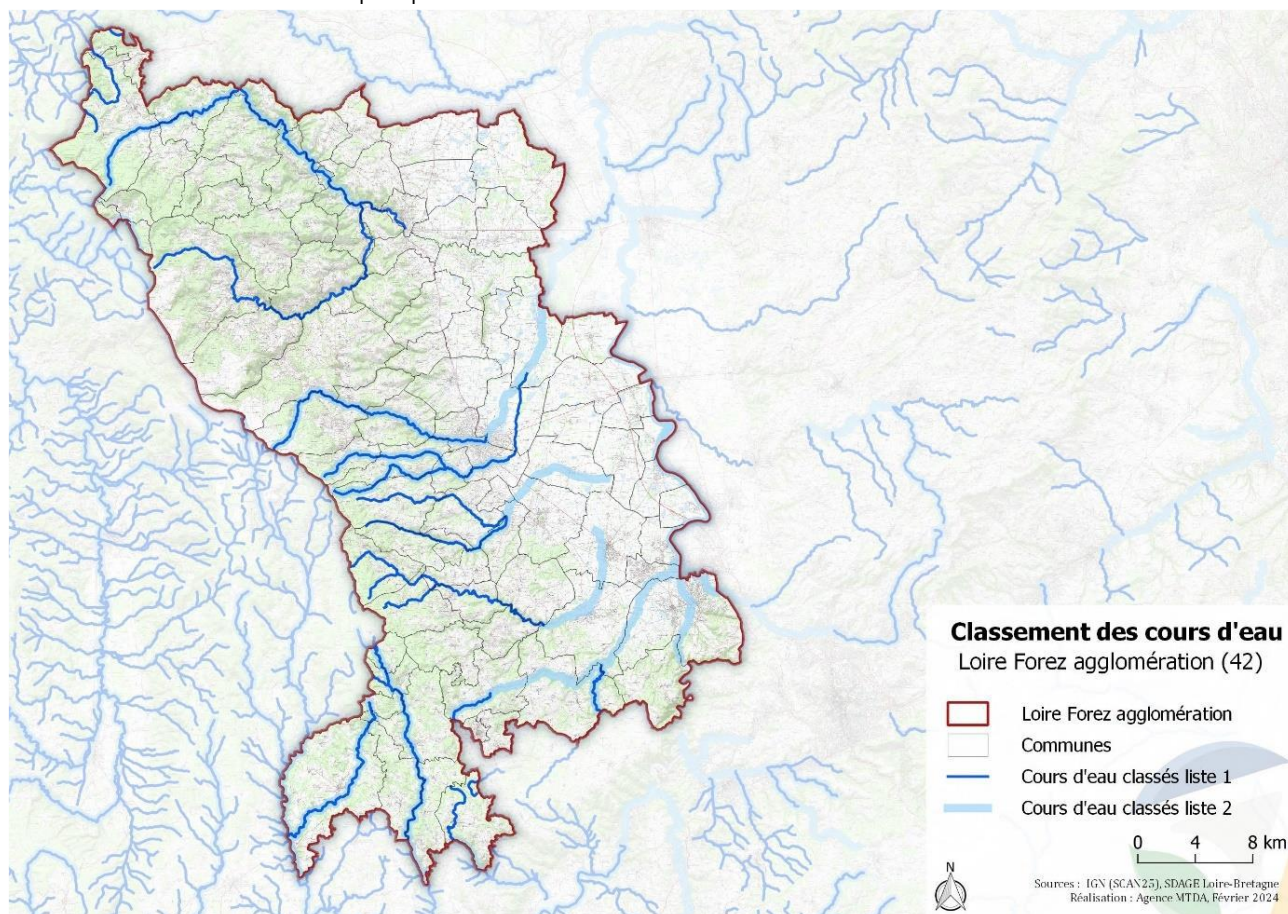 Classement des cours d'eau
Loire Forez agglomération (42)
Loire Forez agglomération
Communes
Cours d'eau classés liste 1
Cours d'eau classés liste 2
0 4 8 km
N
Sources : IGN (SCAN25), SDAGE Loire-Bretagne
Réalisation : Agence MTDA, Février 2024